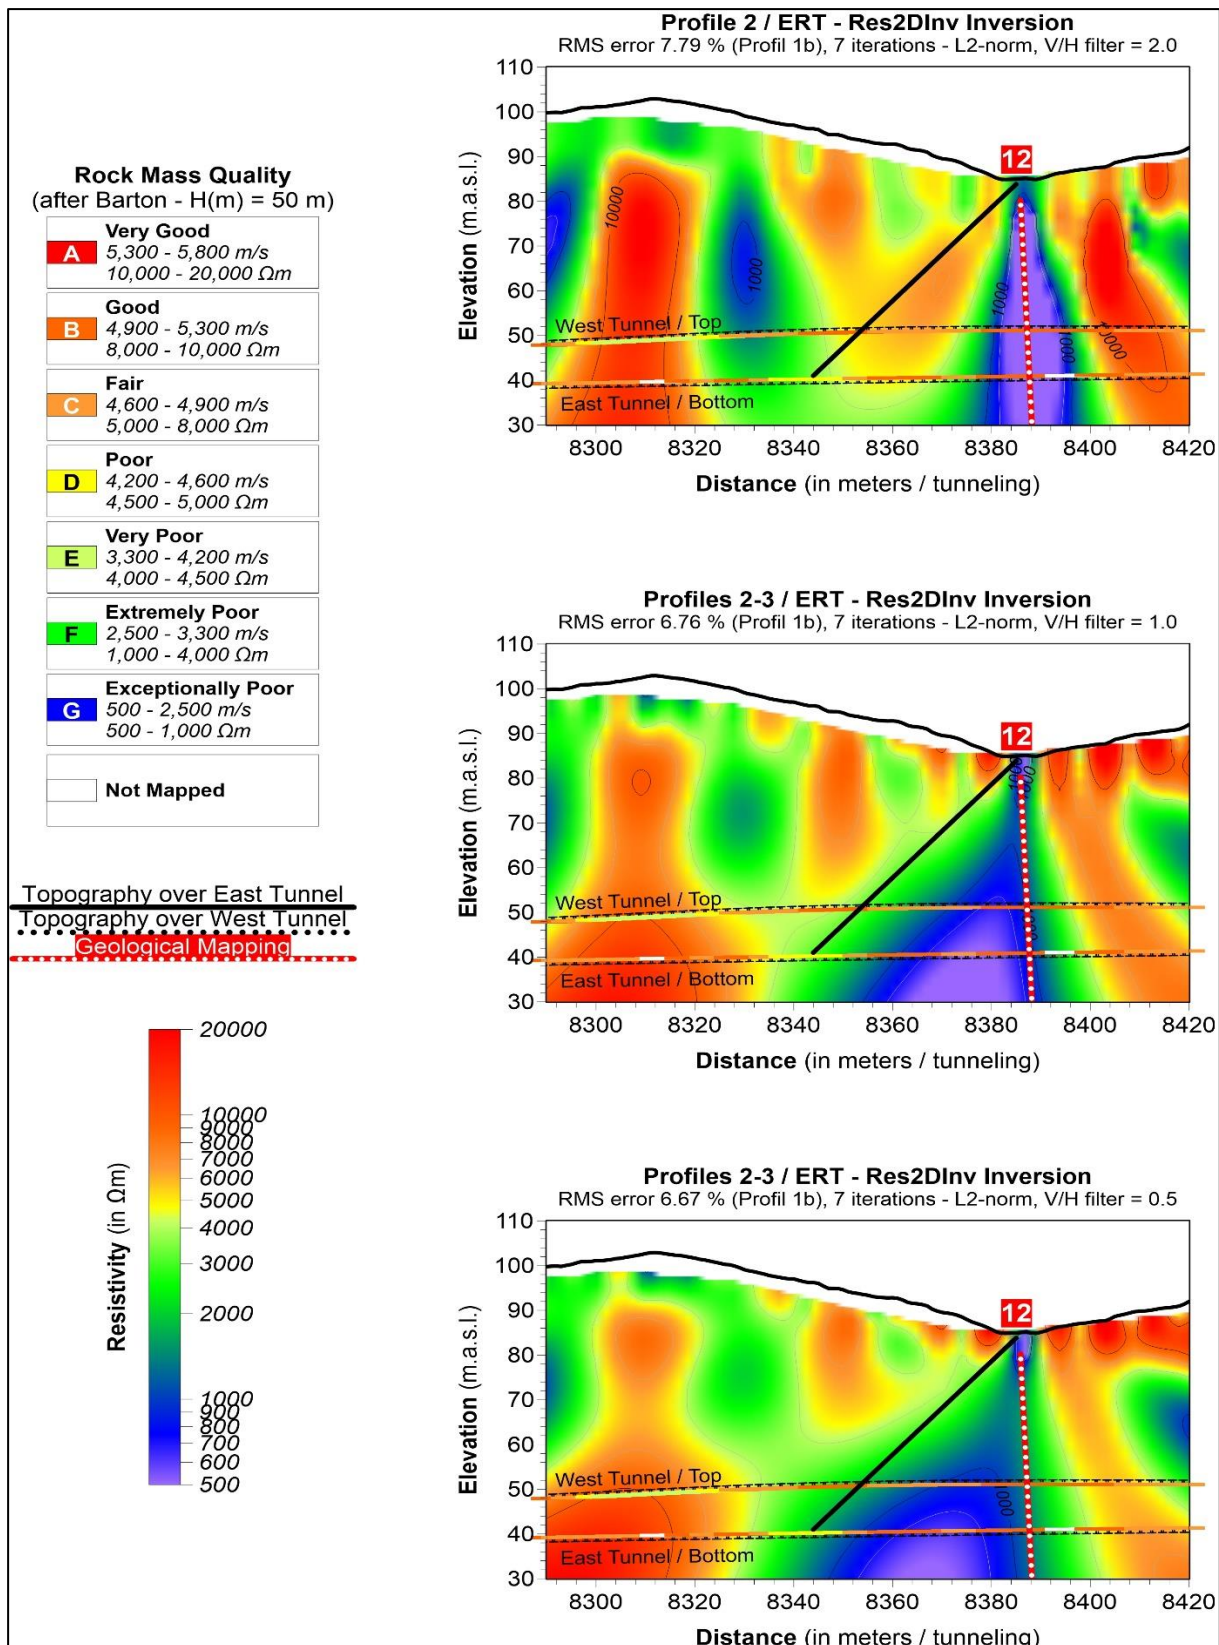 Rock Mass Quality
(after Barton - H(m) = 50 m)
A
Very Good
5,300 - 5,800 m/s
10,000 - 20,000 Ωm
B
Good
4,900 - 5,300 m/s
8,000 - 10,000 Ωm
C
Fair
4,600 - 4,900 m/s
5,000 - 8,000 Ωm
D
Poor
4,200 - 4,600 m/s
4,500 - 5,000 Ωm
E
Very Poor
3,300 - 4,200 m/s
4,000 - 4,500 Ωm
F
Extremely Poor
2,500 - 3,300 m/s
1,000 - 4,000 Ωm
G
Exceptionally Poor
500 - 2,500 m/s
500 - 1,000 Ωm
Not Mapped
Topography over East Tunnel
Topography over West Tunnel
Geological Mapping
Resistivity (in Ωm)
20000
10000
9000
8000
7000
6000
5000
4000
3000
2000
1000
900
800
700
600
500
Profile 2 / ERT - Res2DInv Inversion
RMS error 7.79 % (Profil 1b), 7 iterations - L2-norm, V/H filter = 2.0
Elevation (m.a.s.l.)
110
100
90
80
70
60
50
40
30
12
10000
1000
1000
1000
10000
West Tunnel / Top
East Tunnel / Bottom
8300 8320 8340 8360 8380 8400 8420
Distance (in meters / tunneling)
Profiles 2-3 / ERT - Res2DInv Inversion
RMS error 6.76 % (Profil 1b), 7 iterations - L2-norm, V/H filter = 1.0
Elevation (m.a.s.l.)
110
100
90
80
70
60
50
40
30
12
1000
West Tunnel / Top
East Tunnel / Bottom
8300 8320 8340 8360 8380 8400 8420
Distance (in meters / tunneling)
Profiles 2-3 / ERT - Res2DInv Inversion
RMS error 6.67 % (Profil 1b), 7 iterations - L2-norm, V/H filter = 0.5
Elevation (m.a.s.l.)
110
100
90
80
70
60
50
40
30
12
1000
West Tunnel / Top
East Tunnel / Bottom
8300 8320 8340 8360 8380 8400 8420
Distance (in meters / tunneling)